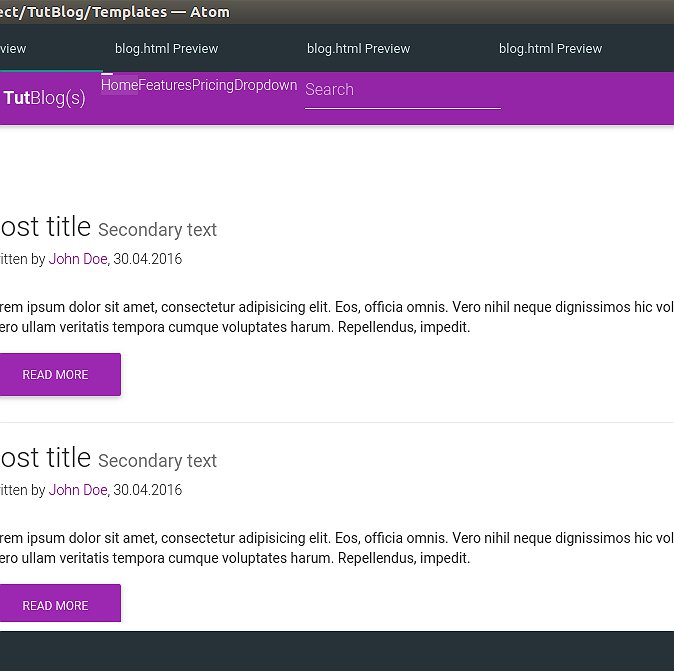 ect/TutBlog/Templates — Atom
view blog.html Preview blog.html Preview blog.html Preview
TutBlog(s) HomeFeaturesPricingDropdown Search
ost title Secondary text
itten by John Doe, 30.04.2016
rem ipsum dolor sit amet, consectetur adipisicing elit. Eos, officia omnis. Vero nihil neque dignissimos hic vol
ero ullam veritatis tempora cumque voluptates harum. Repellendus, impedit.
READ MORE
ost title Secondary text
itten by John Doe, 30.04.2016
rem ipsum dolor sit amet, consectetur adipisicing elit. Eos, officia omnis. Vero nihil neque dignissimos hic vol
ero ullam veritatis tempora cumque voluptates harum. Repellendus, impedit.
READ MORE